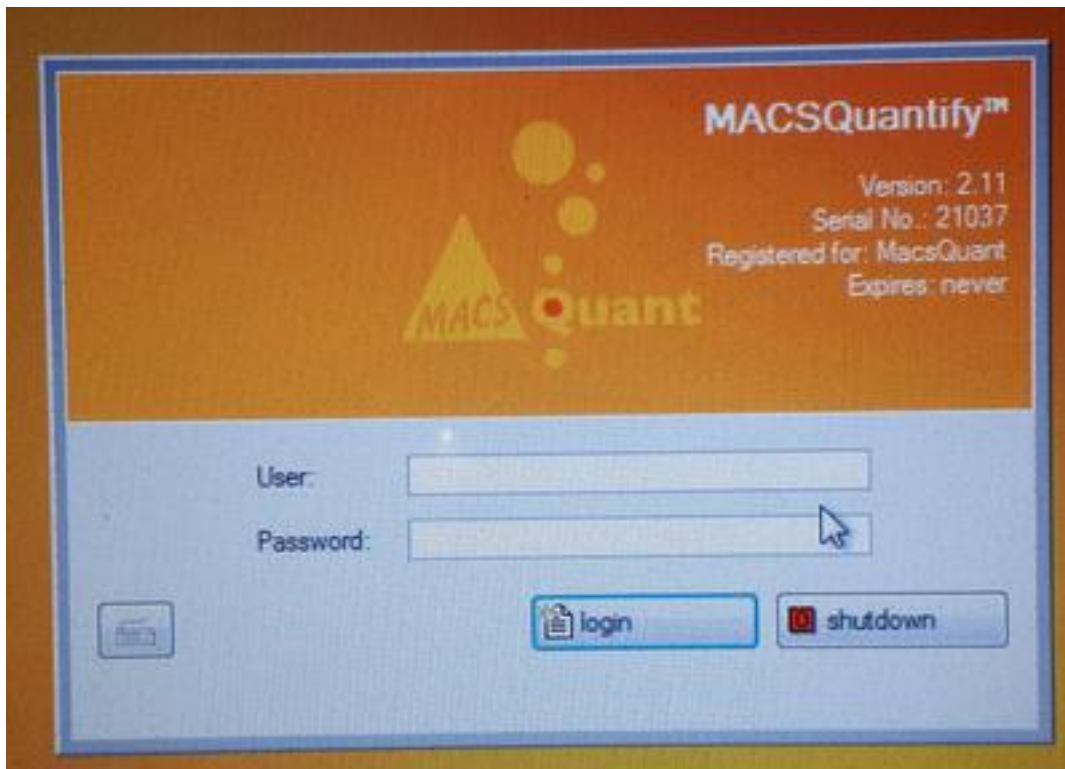 MACSQuantify™
Version: 2.11
Serial No.: 21037
Registered for: MacsQuant
Expires: never
MACS Quant
User:
Password:
login
shutdown